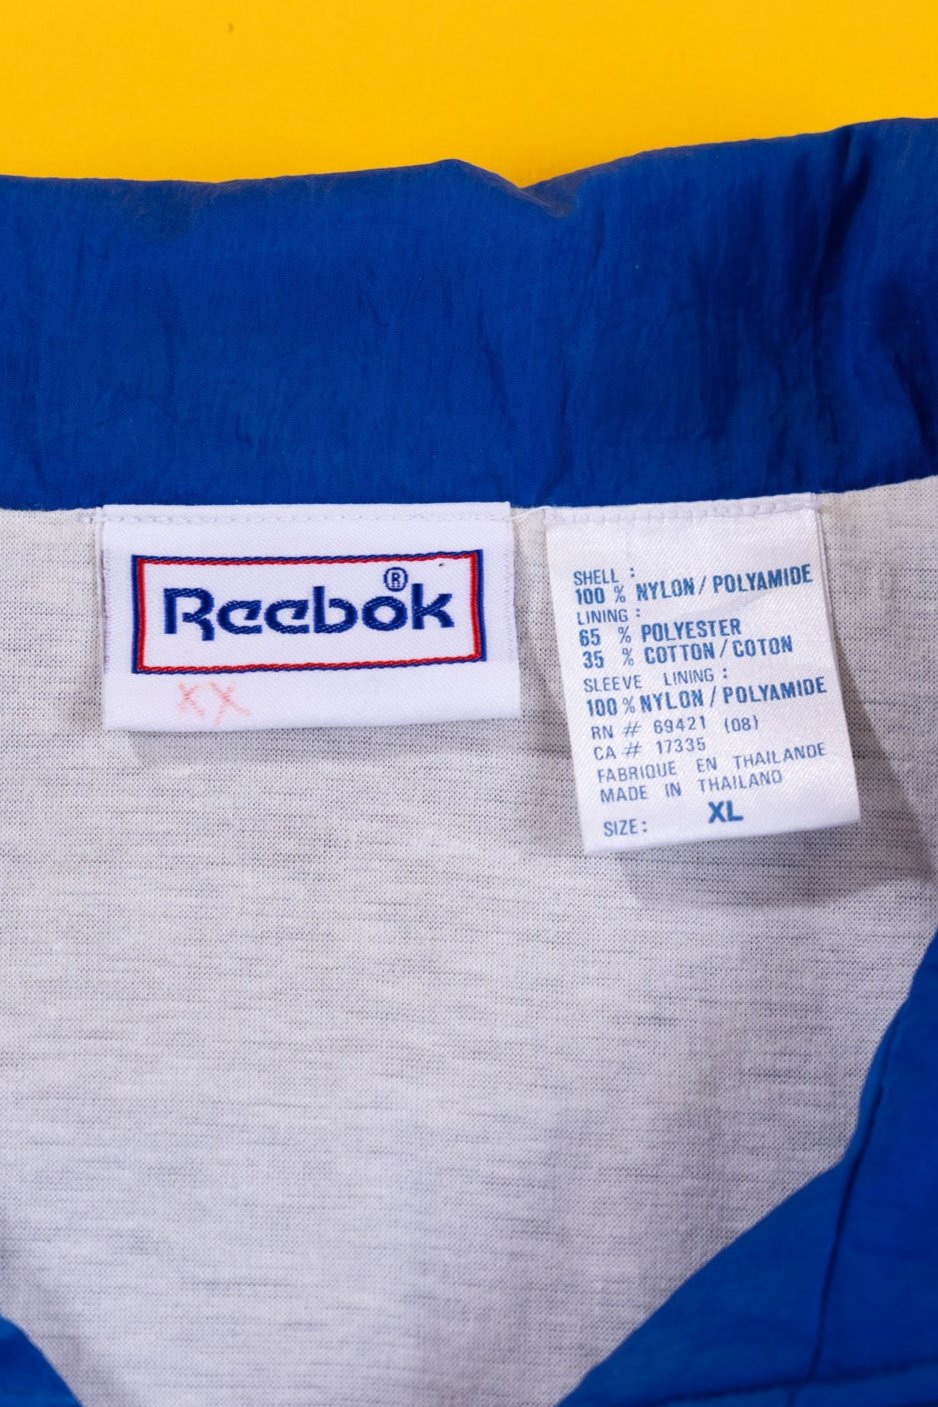 Reebok®
XX
SHELL :
100 % NYLON / POLYAMIDE
LINING :
65 % POLYESTER
35 % COTTON / COTON
SLEEVE LINING :
100 % NYLON / POLYAMIDE
RN # 69421 (08)
CA # 17335
FABRIQUE EN THAILANDE
MADE IN THAILAND
SIZE: XL